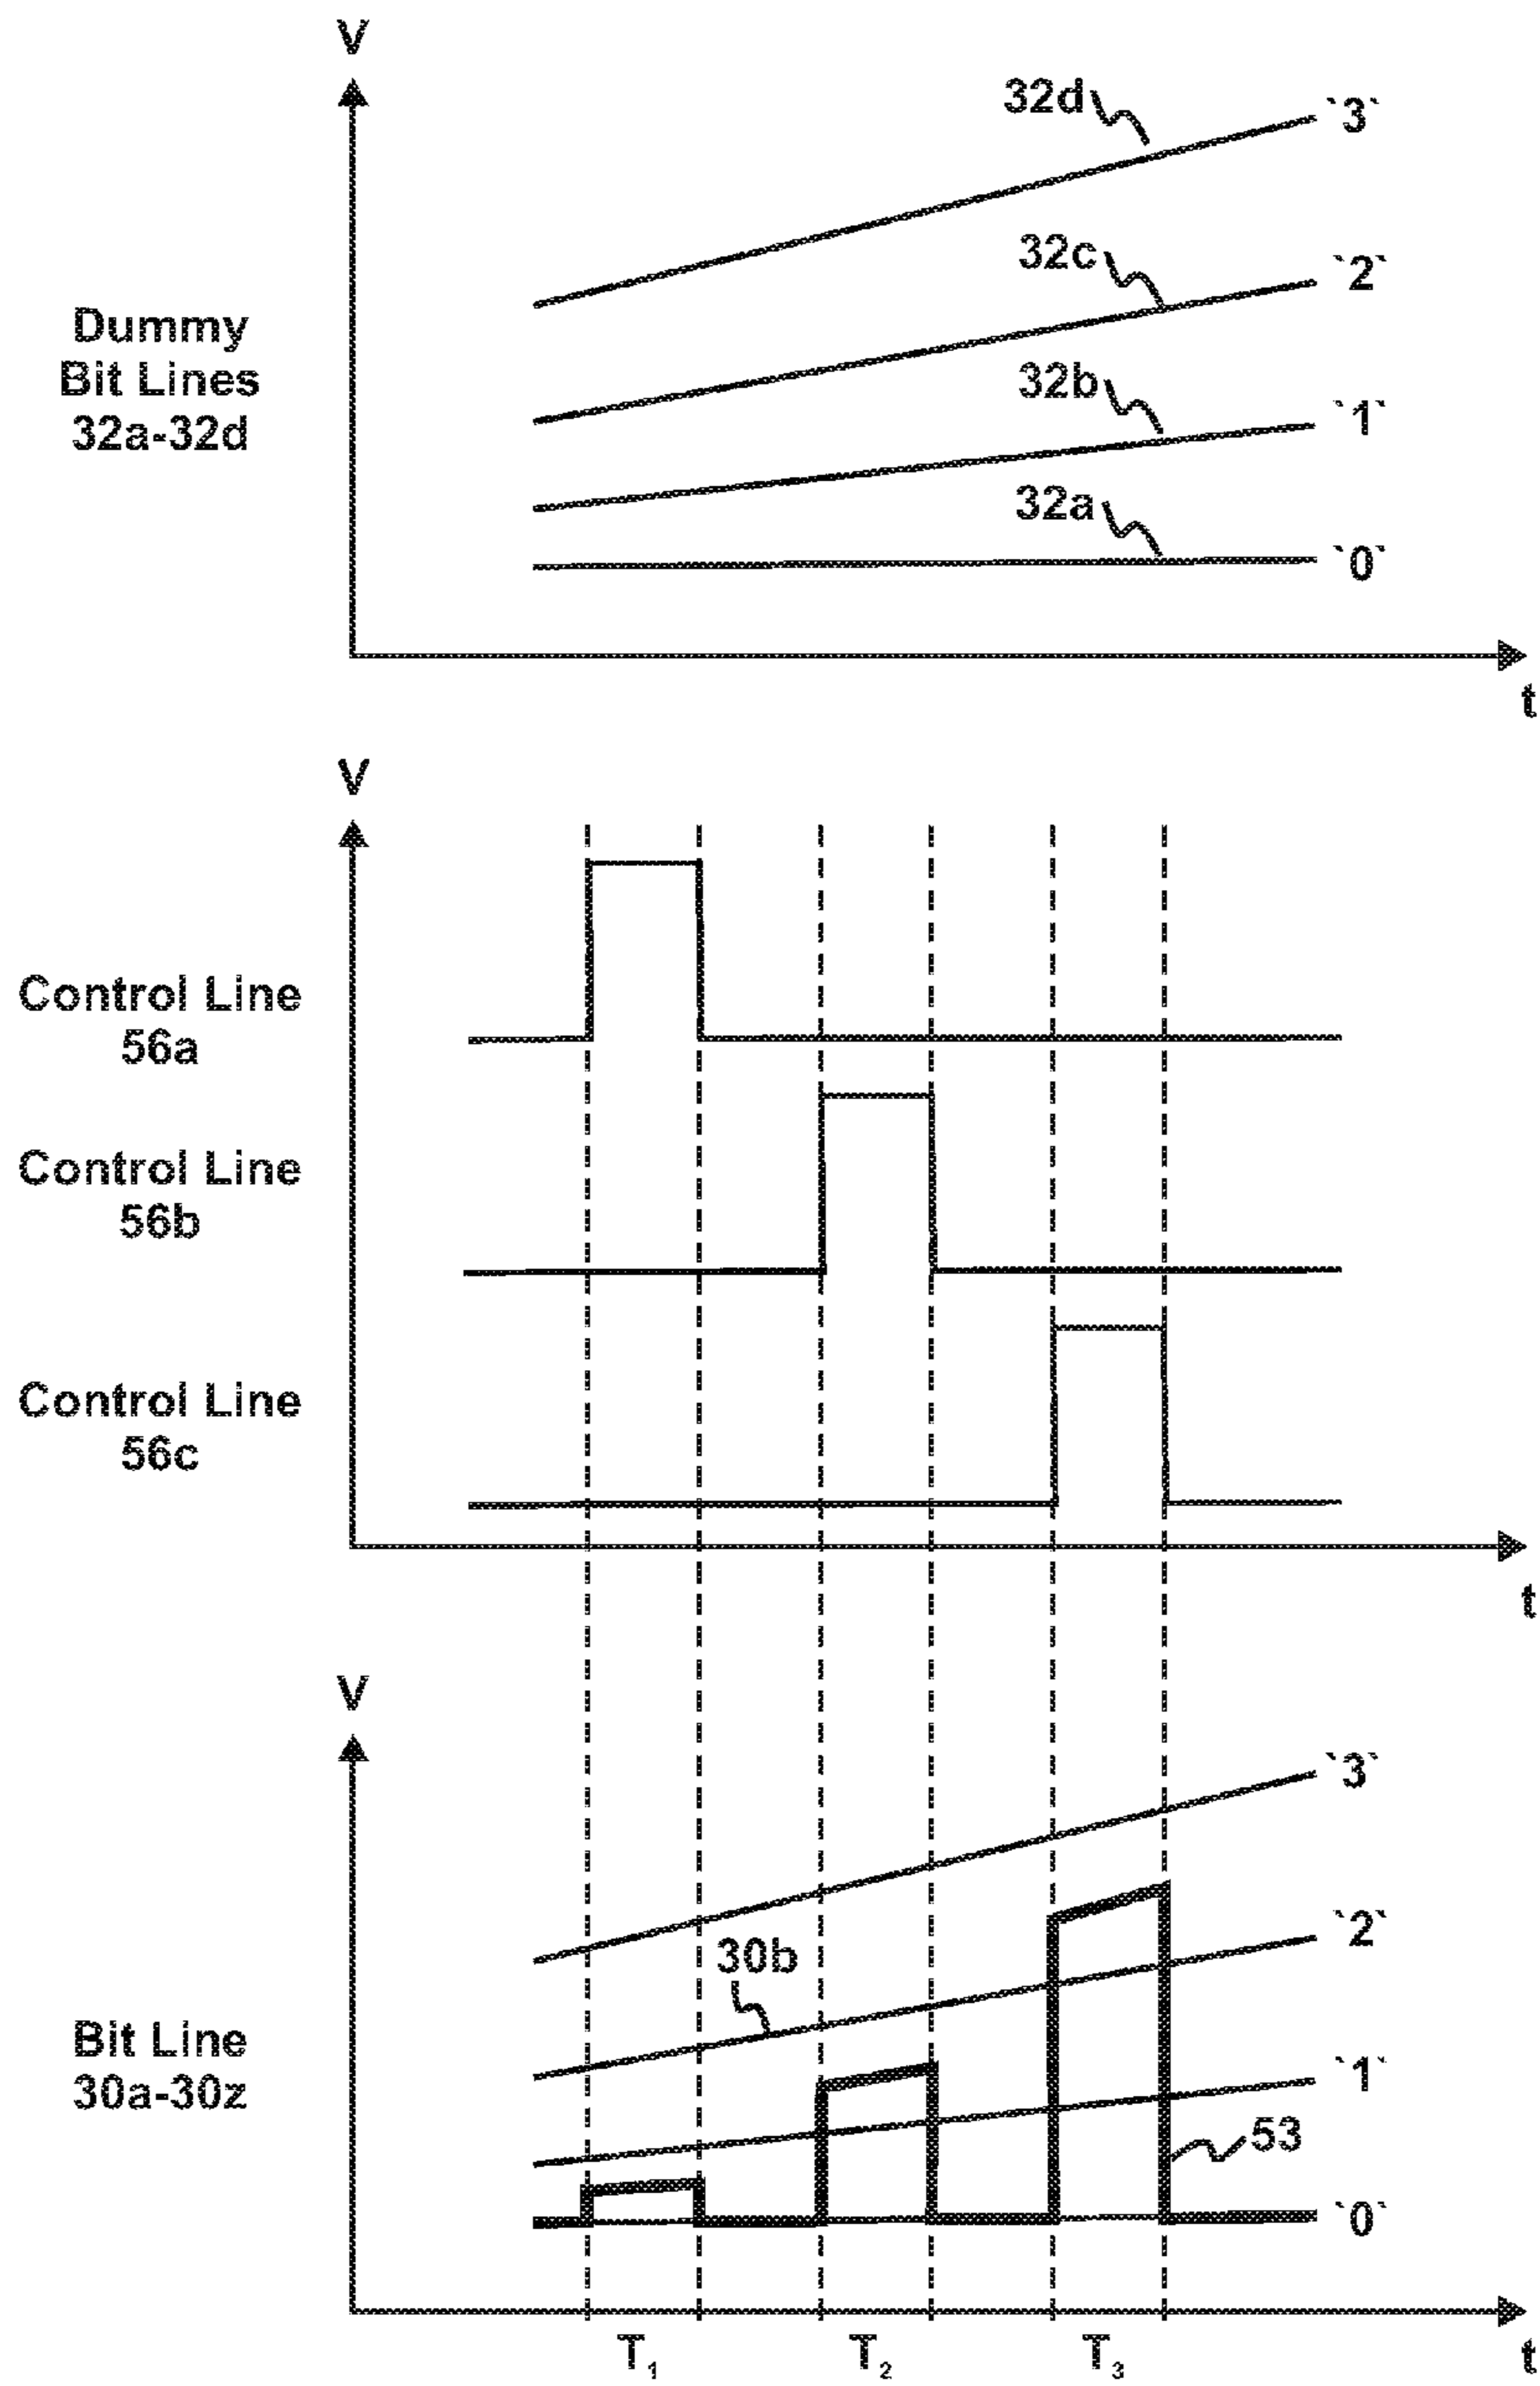 V
32d
`3`
32c
`2`
Dummy
Bit Lines
32a-32d
32b
`1`
32a
`0`
t
V
Control Line
56a
Control Line
56b
Control Line
56c
t
V
`3`
30b
`2`
Bit Line
30a-30z
`1`
53
`0`
T1
T2
T3
t